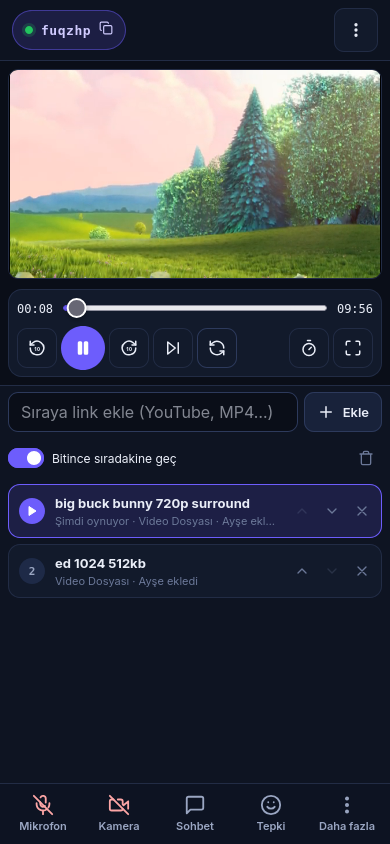 fuqzhp
00:08
09:56
10
10
Sıraya link ekle (YouTube, MP4...)
Ekle
Bitince sıradakine geç
big buck bunny 720p surround
Şimdi oynuyor · Video Dosyası · Ayşe ekl...
2
ed 1024 512kb
Video Dosyası · Ayşe ekledi
Mikrofon
Kamera
Sohbet
Tepki
Daha fazla